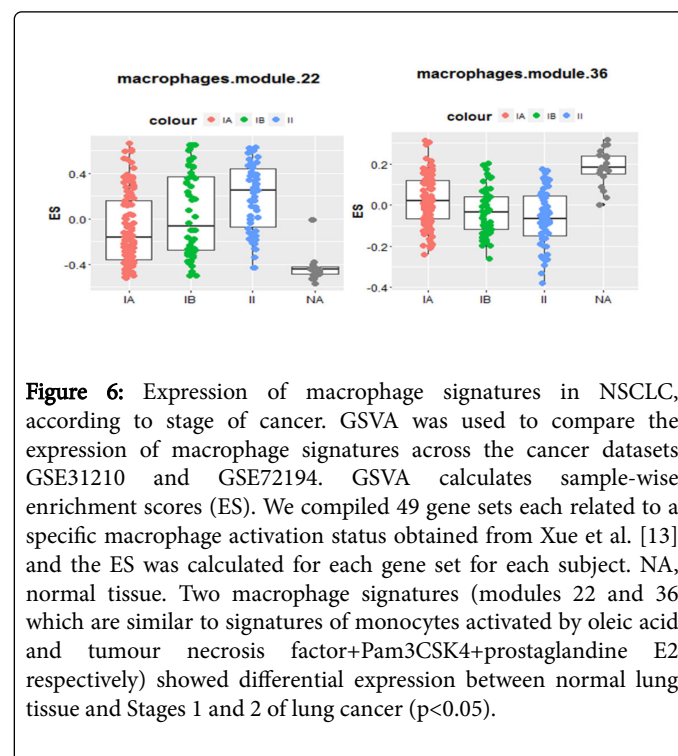 macrophages.module.22
macrophages.module.36
colour IA IB II
colour IA IB II
ES
0.4
0.0
-0.4
IA IB II NA
ES
0.2
0.0
-0.2
-0.4
IA IB II NA
Figure 6: Expression of macrophage signatures in NSCLC,
according to stage of cancer. GSVA was used to compare the
expression of macrophage signatures across the cancer datasets
GSE31210 and GSE72194. GSVA calculates sample-wise
enrichment scores (ES). We compiled 49 gene sets each related to a
specific macrophage activation status obtained from Xue et al. [13]
and the ES was calculated for each gene set for each subject. NA,
normal tissue. Two macrophage signatures (modules 22 and 36
which are similar to signatures of monocytes activated by oleic acid
and tumour necrosis factor+Pam3CSK4+prostaglandine E2
respectively) showed differential expression between normal lung
tissue and Stages 1 and 2 of lung cancer (p<0.05).